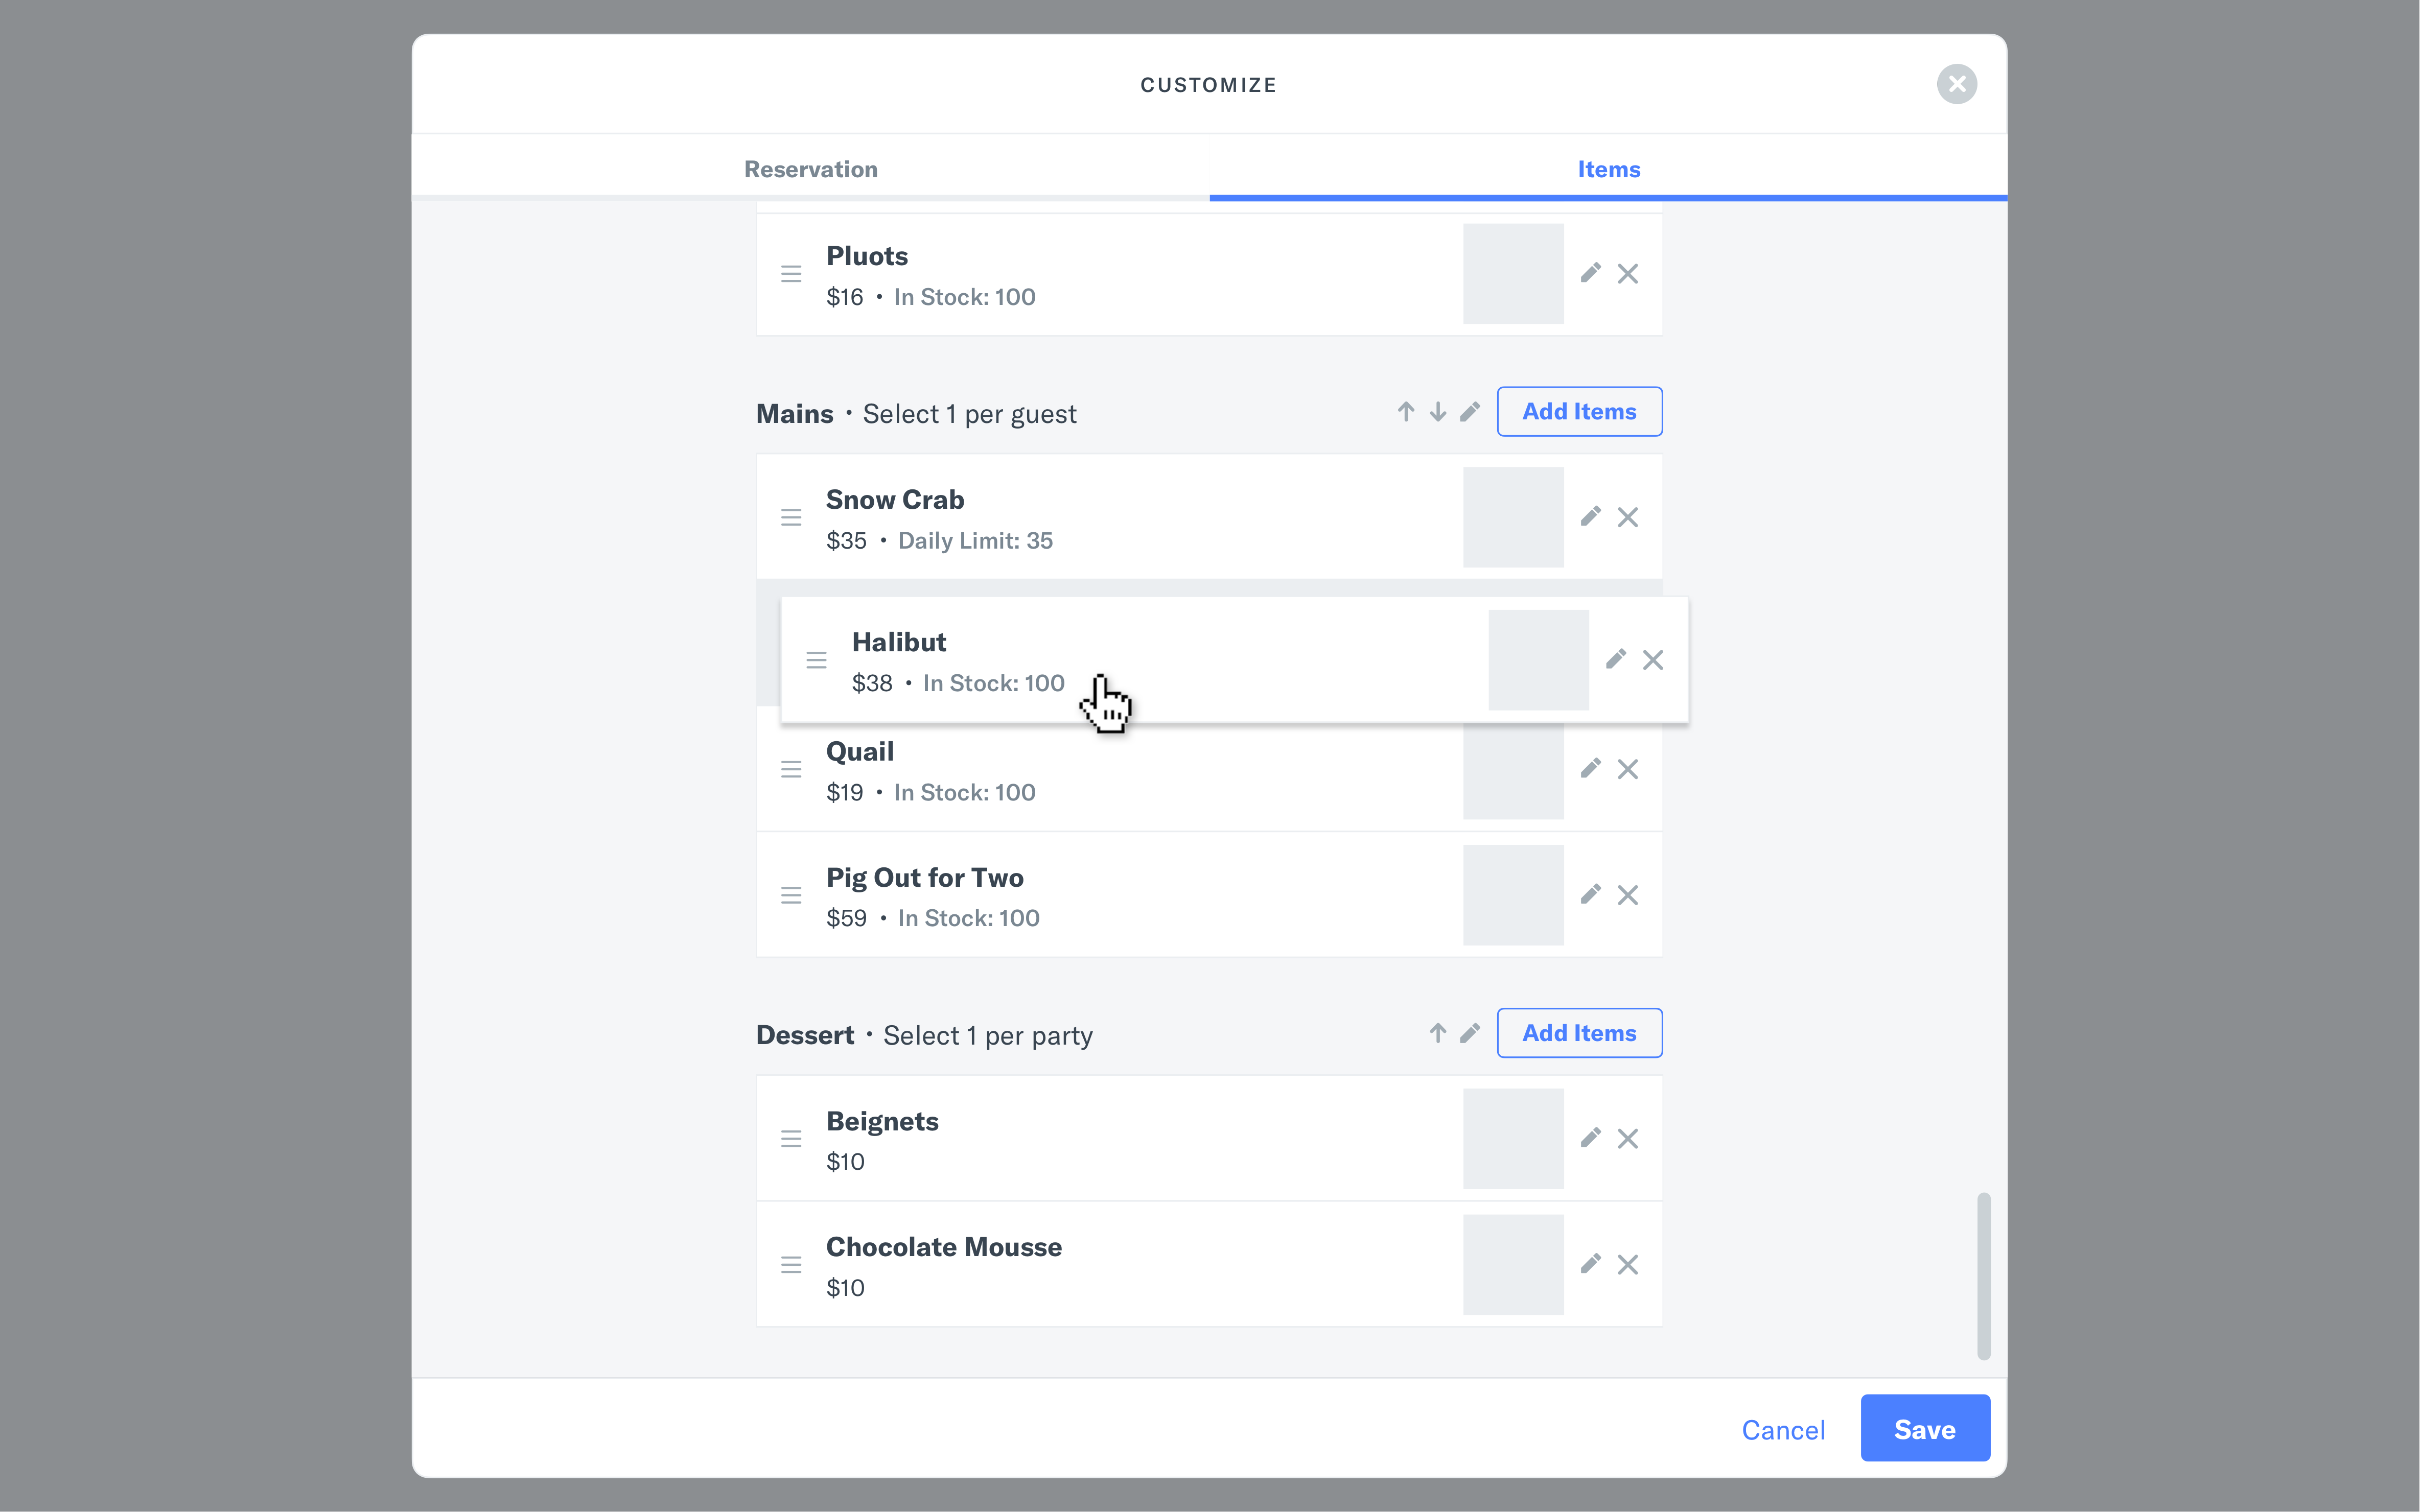 CUSTOMIZE
Reservation
Items
Pluots
$16 • In Stock: 100
Mains • Select 1 per guest
Add Items
Snow Crab
$35 • Daily Limit: 35
Halibut
$38 • In Stock: 100
Quail
$19 • In Stock: 100
Pig Out for Two
$59 • In Stock: 100
Dessert • Select 1 per party
Add Items
Beignets
$10
Chocolate Mousse
$10
Cancel
Save